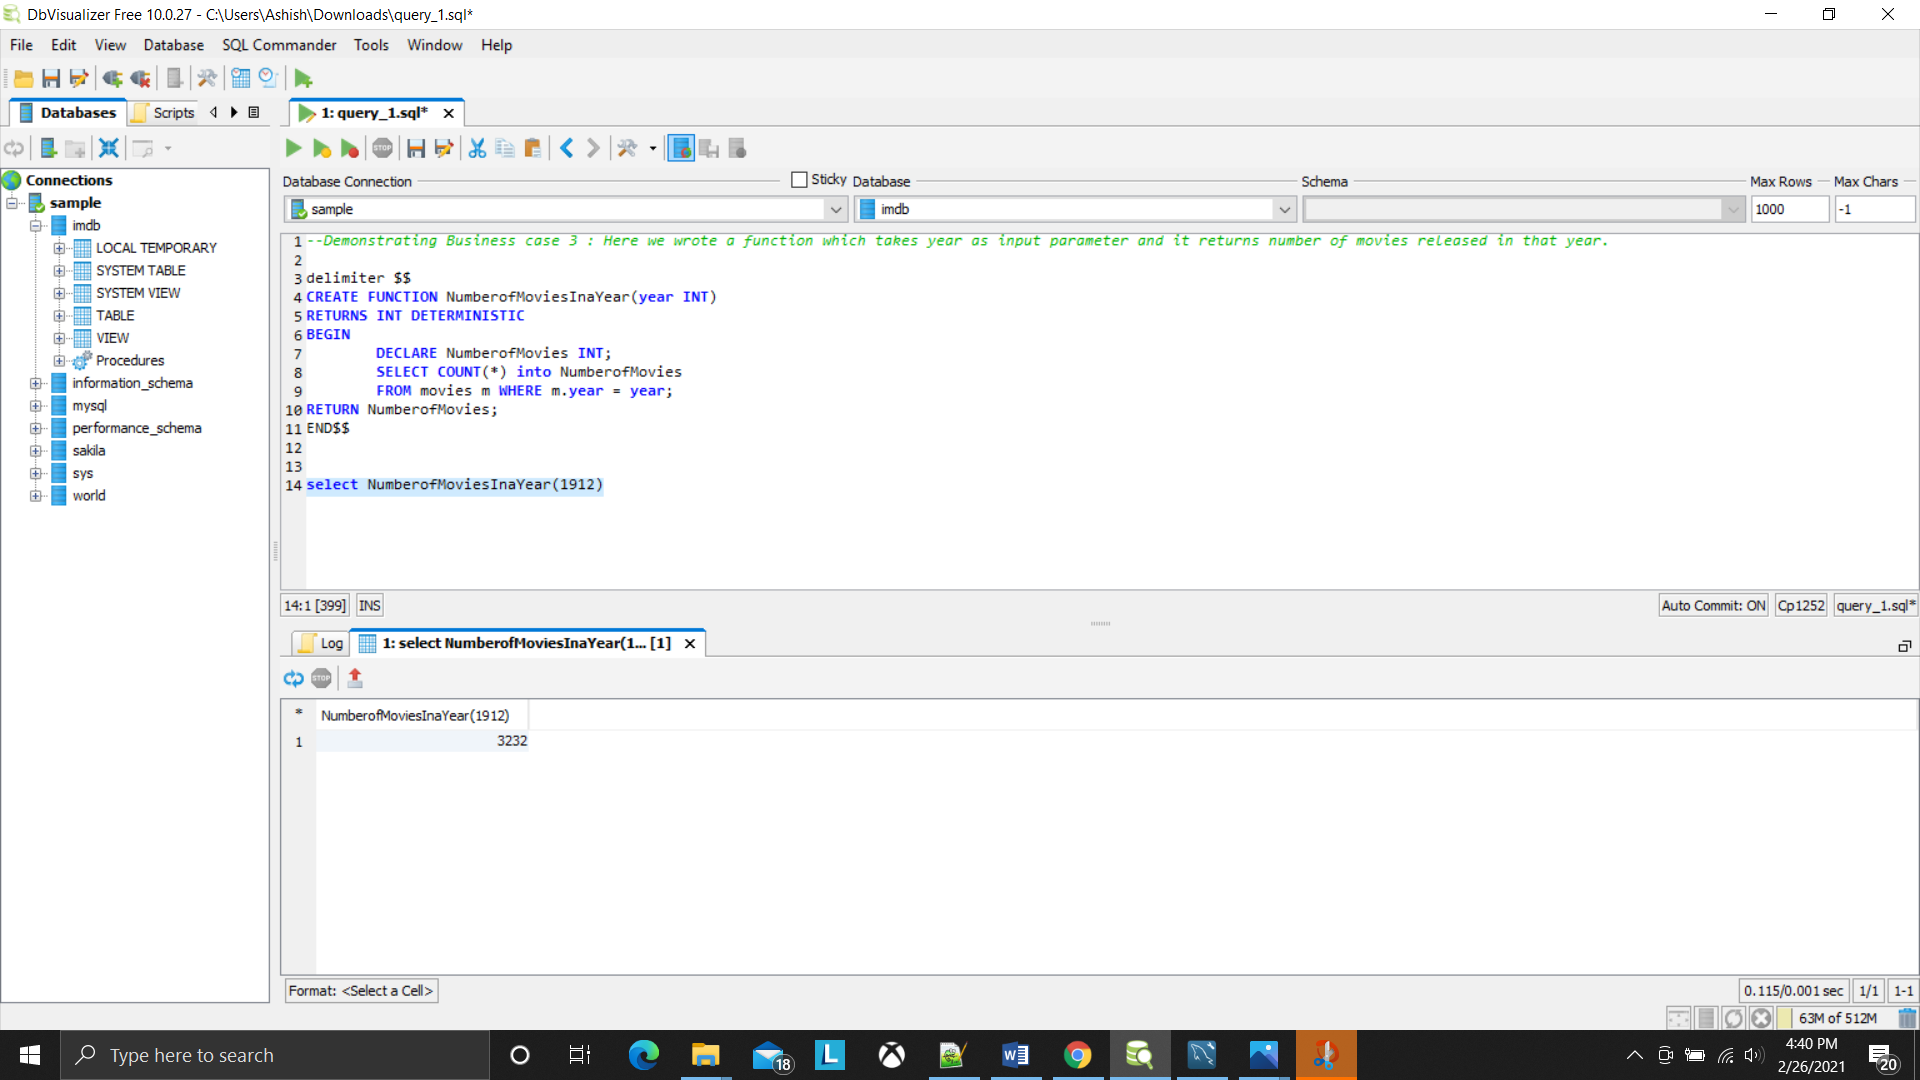 DbVisualizer Free 10.0.27 - C:\Users\Ashish\Downloads\query_1.sql*
File Edit View Database SQL Commander Tools Window Help
Databases Scripts 1: query_1.sql*
STOP
Connections
sample
imdb
LOCAL TEMPORARY
SYSTEM TABLE
SYSTEM VIEW
TABLE
VIEW
Procedures
information_schema
mysql
performance_schema
sakila
sys
world
Database Connection Sticky Database Schema Max Rows Max Chars
sample imdb 1000 -1
1 --Demonstrating Business case 3 : Here we wrote a function which takes year as input parameter and it returns number of movies released in that year.
2
3 delimiter $$
4 CREATE FUNCTION NumberofMoviesInaYear(year INT)
5 RETURNS INT DETERMINISTIC
6 BEGIN
7 DECLARE NumberofMovies INT;
8 SELECT COUNT(*) into NumberofMovies
9 FROM movies m WHERE m.year = year;
10 RETURN NumberofMovies;
11 END$$
12
13
14 select NumberofMoviesInaYear(1912)
14:1 [399] INS Auto Commit: ON Cp1252 query_1.sql*
Log 1: select NumberofMoviesInaYear(1... [1]
STOP
* NumberofMoviesInaYear(1912)
1 3232
Format: <Select a Cell> 0.115/0.001 sec 1/1 1-1
63M of 512M
Type here to search 18 L W 4:40 PM
2/26/2021 20